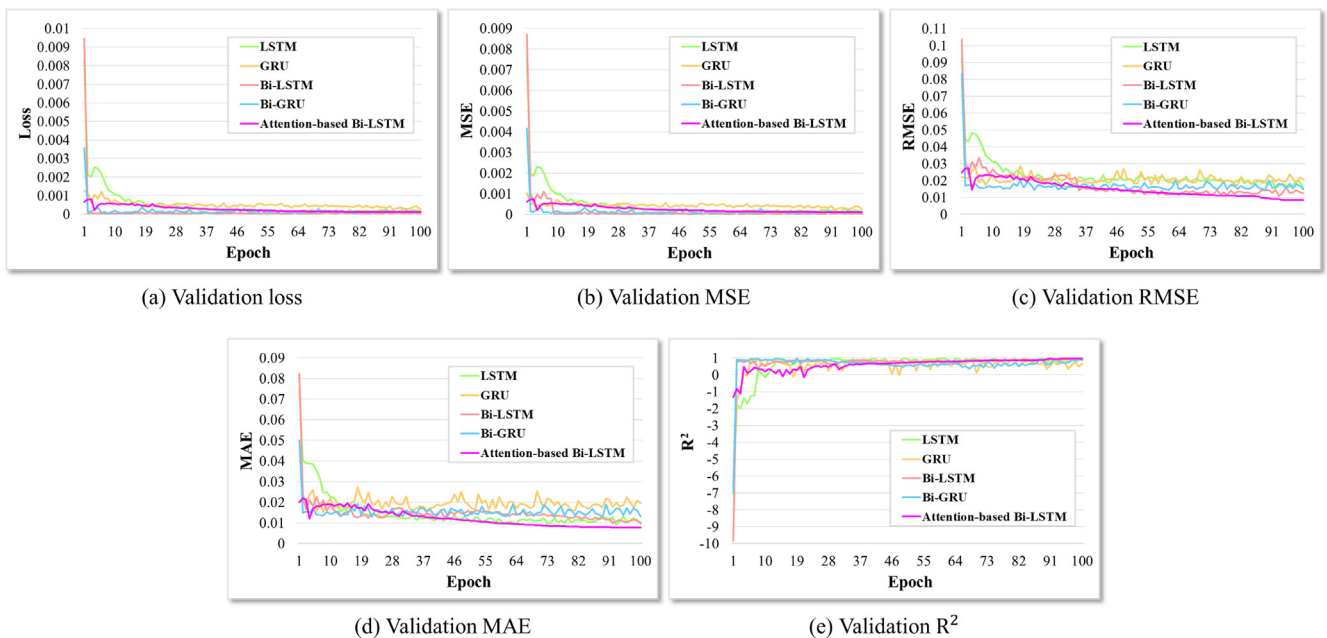 0.01
0.009
0.008
0.007
0.006
0.005
0.004
0.003
0.002
0.001
0
Loss
LSTM
GRU
Bi-LSTM
Bi-GRU
Attention-based Bi-LSTM
1 10 19 28 37 46 55 64 73 82 91 100
Epoch
(a) Validation loss
0.009
0.008
0.007
0.006
0.005
0.004
0.003
0.002
0.001
0
MSE
LSTM
GRU
Bi-LSTM
Bi-GRU
Attention-based Bi-LSTM
1 10 19 28 37 46 55 64 73 82 91 100
Epoch
(b) Validation MSE
0.11
0.1
0.09
0.08
0.07
0.06
0.05
0.04
0.03
0.02
0.01
0
RMSE
LSTM
GRU
Bi-LSTM
Bi-GRU
Attention-based Bi-LSTM
1 10 19 28 37 46 55 64 73 82 91 100
Epoch
(c) Validation RMSE
0.09
0.08
0.07
0.06
0.05
0.04
0.03
0.02
0.01
0
MAE
LSTM
GRU
Bi-LSTM
Bi-GRU
Attention-based Bi-LSTM
1 10 19 28 37 46 55 64 73 82 91 100
Epoch
(d) Validation MAE
1
0
-1
-2
-3
-4
-5
-6
-7
-8
-9
-10
R²
LSTM
GRU
Bi-LSTM
Bi-GRU
Attention-based Bi-LSTM
1 10 19 28 37 46 55 64 73 82 91 100
Epoch
(e) Validation R²